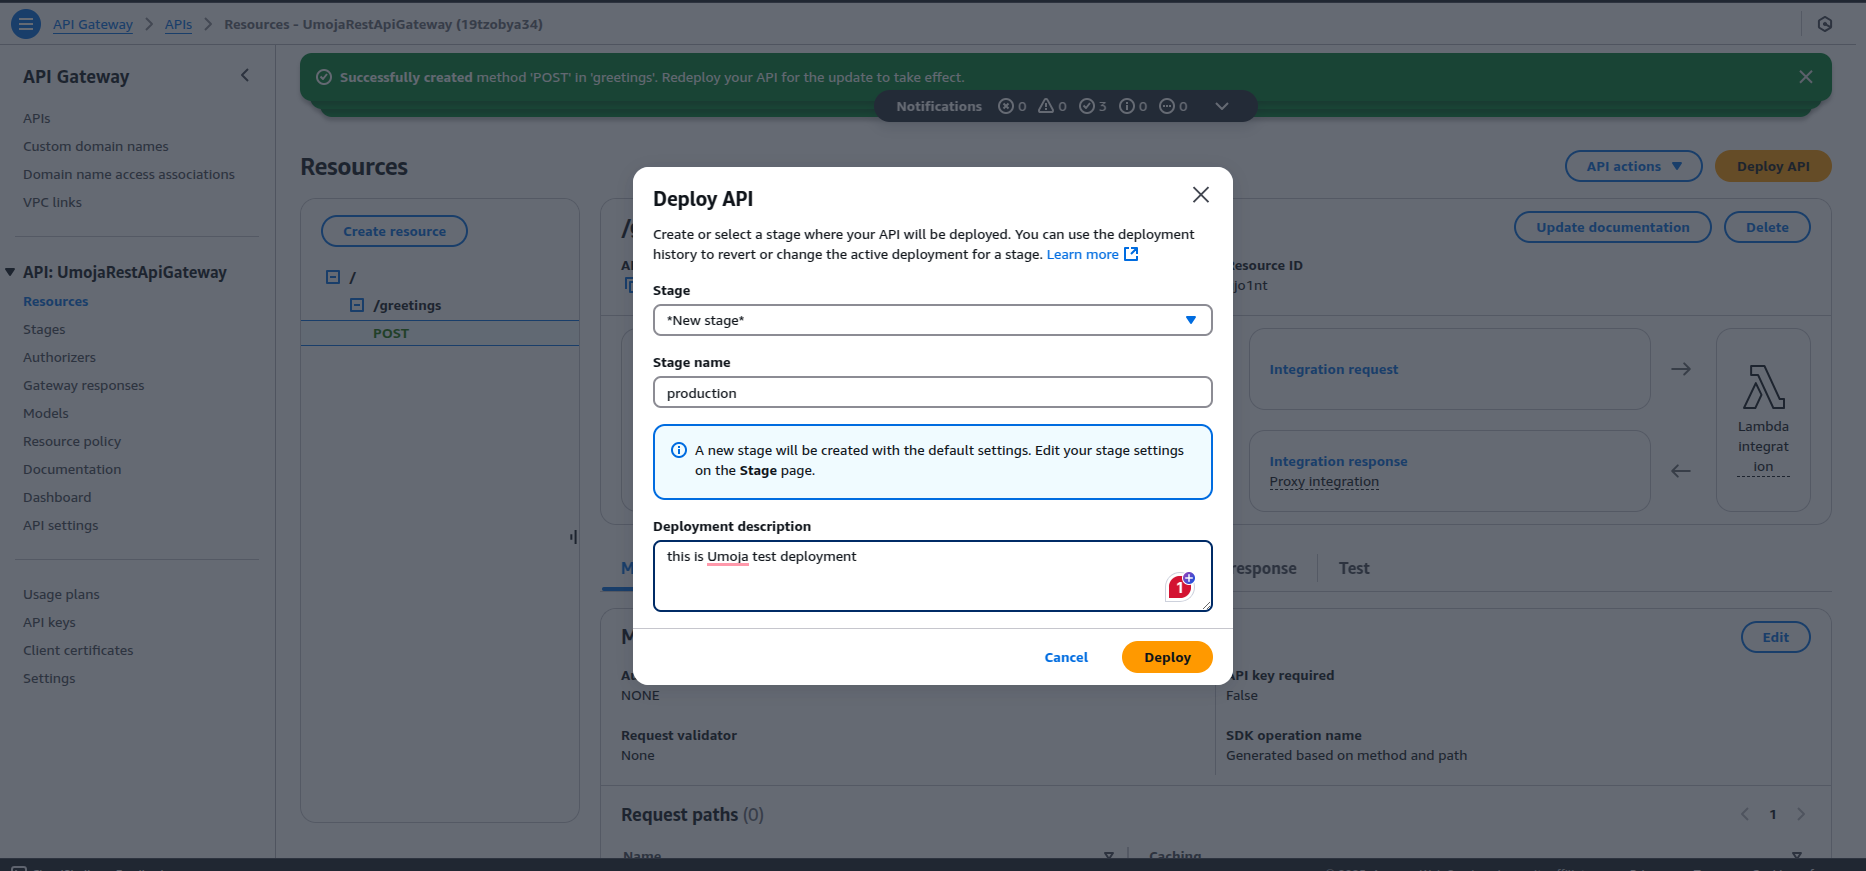 API Gateway
APIs
Resources - UmojaRestApiGateway (19tzobya34)
API Gateway
APIs
Custom domain names
Domain name access associations
VPC links
API: UmojaRestApiGateway
Resources
Stages
Authorizers
Gateway responses
Models
Resource policy
Documentation
Dashboard
API settings
Usage plans
API keys
Client certificates
Settings
Successfully created method 'POST' in 'greetings'. Redeploy your API for the update to take effect.
Notifications 0 0 3 0 0
Resources
API actions
Deploy API
Create resource
/
/greetings
POST
Update documentation
Delete
Resource ID
jo1nt
Integration request
Integration response
Proxy integration
Lambda
integrat
ion
Deploy API
Create or select a stage where your API will be deployed. You can use the deployment
history to revert or change the active deployment for a stage. Learn more
Stage
*New stage*
Stage name
production
A new stage will be created with the default settings. Edit your stage settings
on the Stage page.
Deployment description
this is Umoja test deployment
1
Cancel
Deploy
response
Test
Edit
NONE
API key required
False
Request validator
None
SDK operation name
Generated based on method and path
Request paths (0)
1
Name
Caching